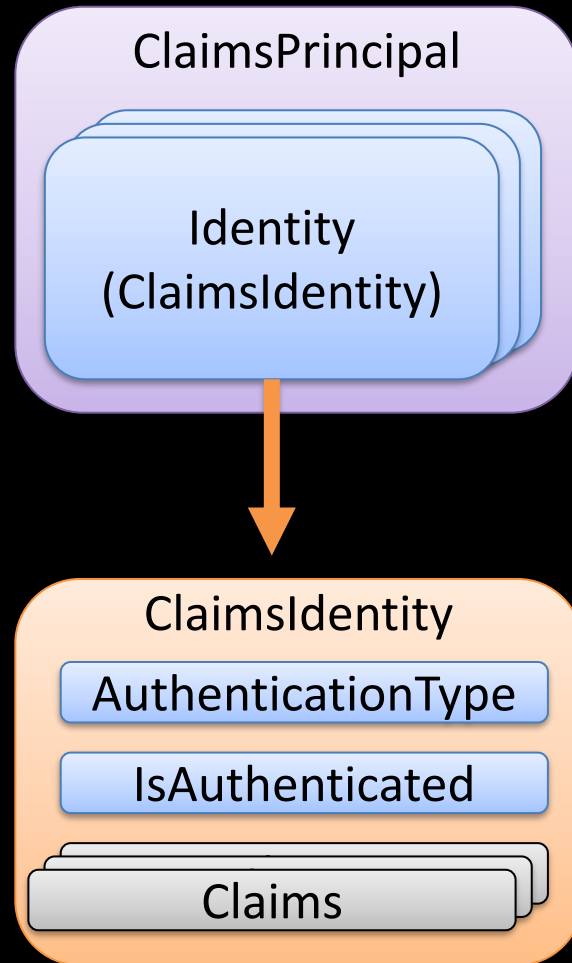 ClaimsPrincipal
Identity
(ClaimsIdentity)
ClaimsIdentity
AuthenticationType
IsAuthenticated
Claims